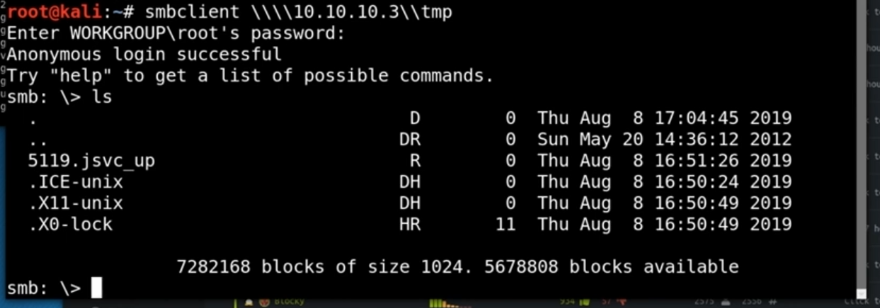 root@kali:~# smbclient \\\\10.10.10.3\\tmp
Enter WORKGROUP\root's password:
Anonymous login successful
Try "help" to get a list of possible commands.
smb: \> ls
  .                                   D        0  Thu Aug  8 17:04:45 2019
  ..                                 DR        0  Sun May 20 14:36:12 2012
  5119.jsvc_up                        R        0  Thu Aug  8 16:51:26 2019
  .ICE-unix                          DH        0  Thu Aug  8 16:50:24 2019
  .X11-unix                          DH        0  Thu Aug  8 16:50:49 2019
  .X0-lock                           HR       11  Thu Aug  8 16:50:49 2019
7282168 blocks of size 1024. 5678808 blocks available
smb: \>
Blocky